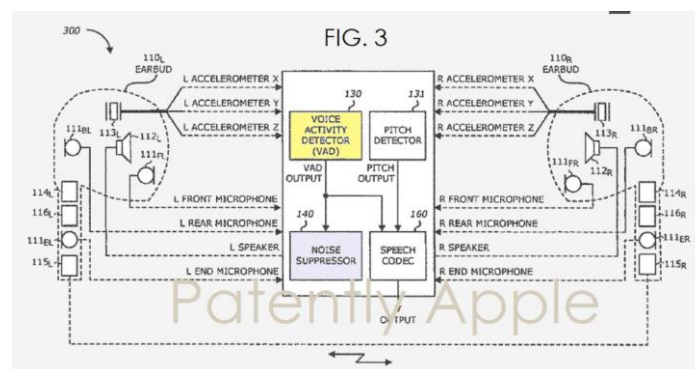 FIG. 3
300
110L
EARBUD
110R
EARBUD
L ACCELEROMETER X
L ACCELEROMETER Y
L ACCELEROMETER Z
R ACCELEROMETER X
R ACCELEROMETER Y
R ACCELEROMETER Z
113L
112L
111BL
111FL
114L
116L
111EL
115L
113R
112R
111BR
111FR
114R
116R
111ER
115R
130
VOICE
ACTIVITY
DETECTOR
(VAD)
131
PITCH
DETECTOR
VAD
OUTPUT
PITCH
OUTPUT
L FRONT MICROPHONE
L REAR MICROPHONE
L SPEAKER
L END MICROPHONE
R FRONT MICROPHONE
R REAR MICROPHONE
R SPEAKER
R END MICROPHONE
140
NOISE
SUPPRESSOR
160
SPEECH
CODEC
OUTPUT
Patently Apple